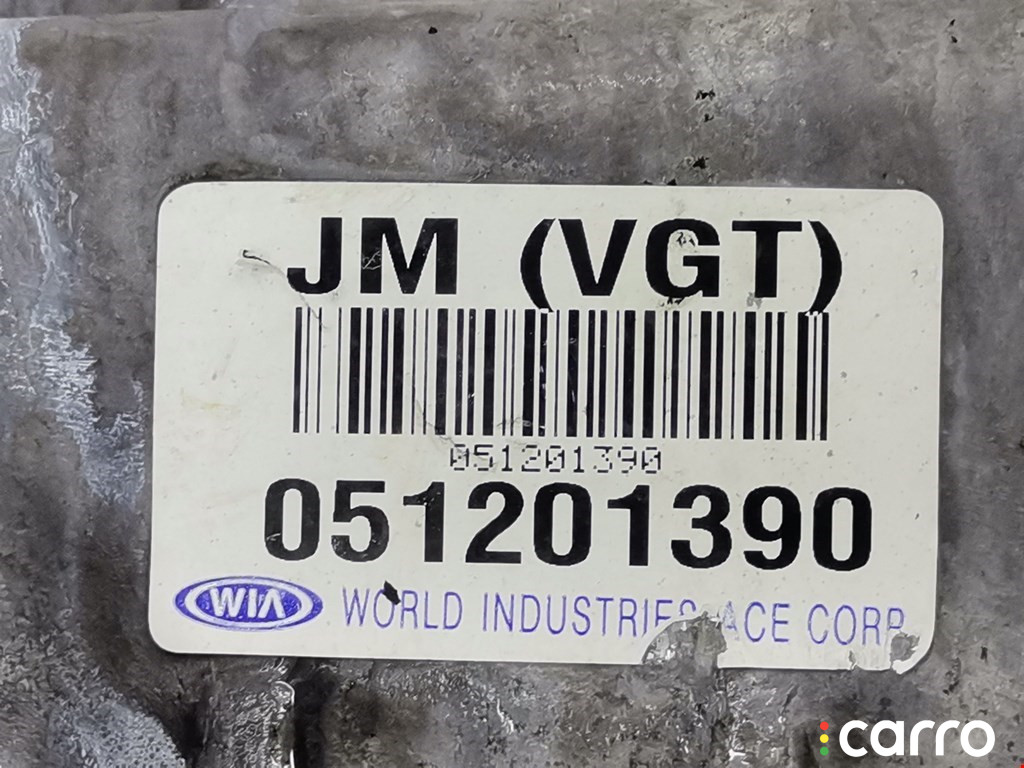 JM (VGT)
051201390
051201390
WIA WORLD INDUSTRIES ACE CORP
carro